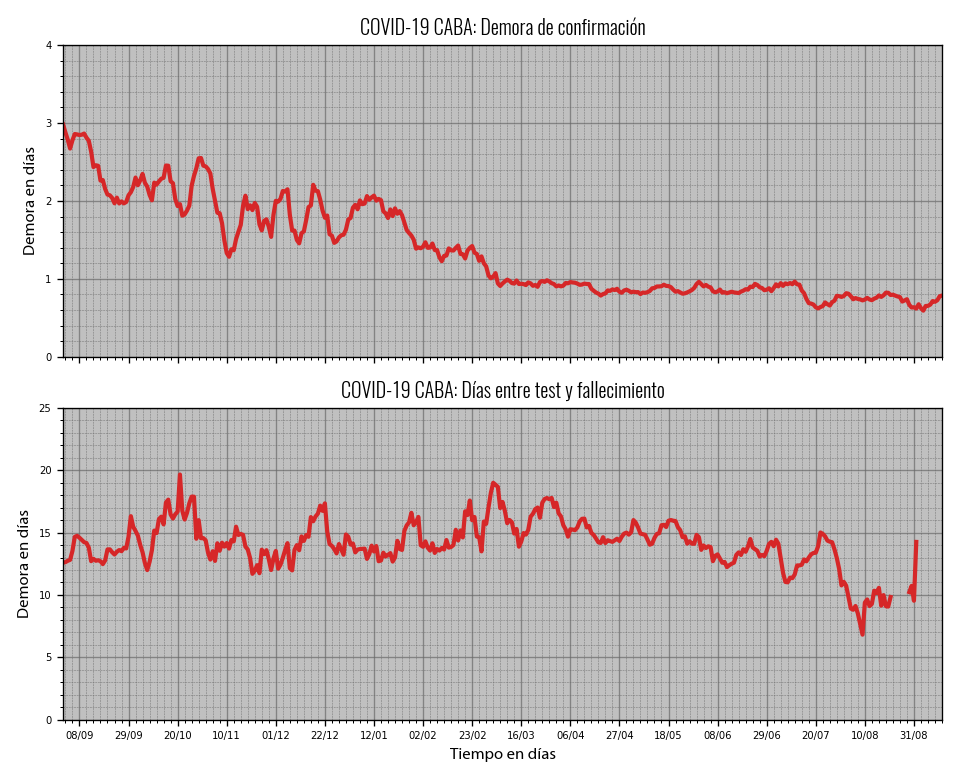 COVID-19 CABA: Demora de confirmación
4
3
2
1
0
Demora en días
COVID-19 CABA: Días entre test y fallecimiento
25
20
15
10
5
0
Demora en días
08/09 29/09 20/10 10/11 01/12 22/12 12/01 02/02 23/02 16/03 06/04 27/04 18/05 08/06 29/06 20/07 10/08 31/08
Tiempo en días